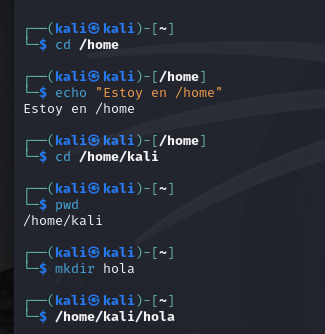 ┌──(kali㉿kali)-[~]
└─$ cd /home
┌──(kali㉿kali)-[/home]
└─$ echo "Estoy en /home"
Estoy en /home
┌──(kali㉿kali)-[/home]
└─$ cd /home/kali
┌──(kali㉿kali)-[~]
└─$ pwd
/home/kali
┌──(kali㉿kali)-[~]
└─$ mkdir hola
┌──(kali㉿kali)-[~]
└─$ /home/kali/hola